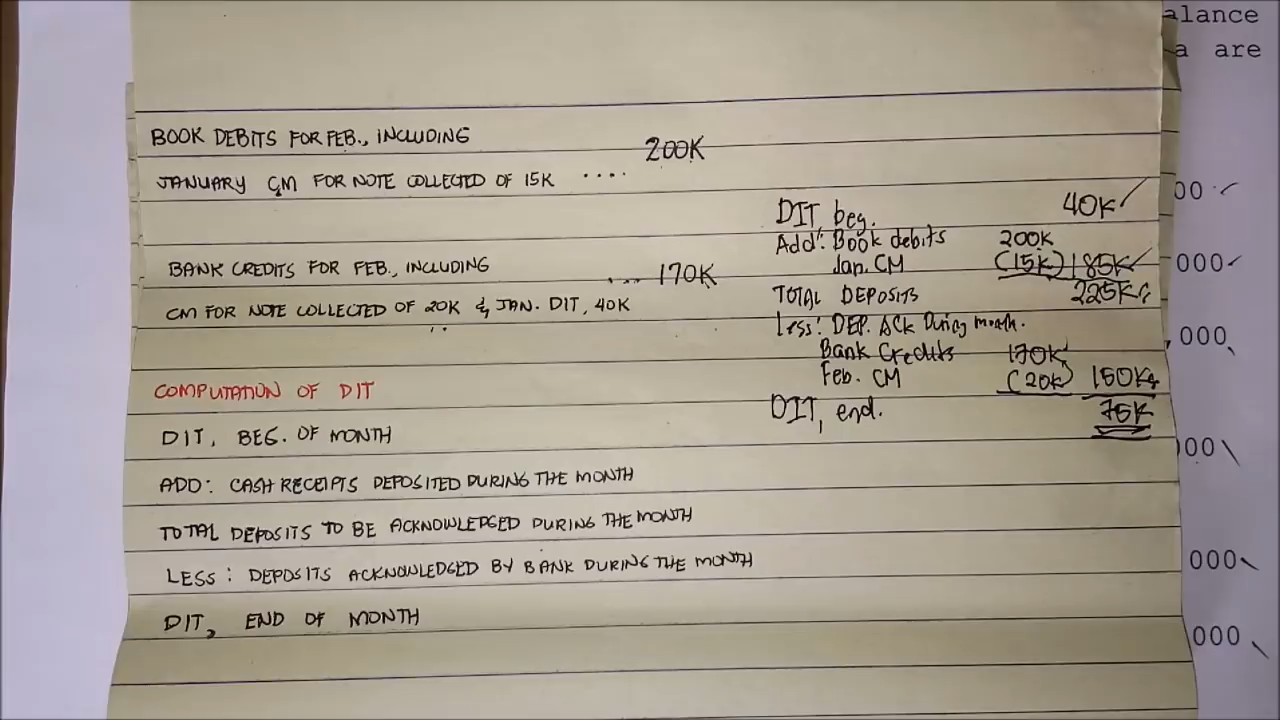 alance
a are
BOOK DEBITS FOR FEB., INCLUDING
200K
JANUARY CM FOR NOTE COLLECTED OF 15K ....
BANK CREDITS FOR FEB., INCLUDING
.... 170K
CM FOR NOTE COLLECTED OF 20K & JAN. DIT, 40K
COMPUTATION OF DIT
DIT, BEG. OF MONTH
ADD: CASH RECEIPTS DEPOSITED DURING THE MONTH
TOTAL DEPOSITS TO BE ACKNOWLEDGED DURING THE MONTH
LESS: DEPOSITS ACKNOWLEDGED BY BANK DURING THE MONTH
DIT, END OF MONTH
DIT, beg. 40K
Add: Book debits 200K
Jan. CM (15K) 185K
TOTAL DEPOSITS 225K
Less: DEP. ACK During month.
Bank Credits 170K
Feb. CM (20K) 150K
DIT, end. 75K
00
000
,000
00
000
000